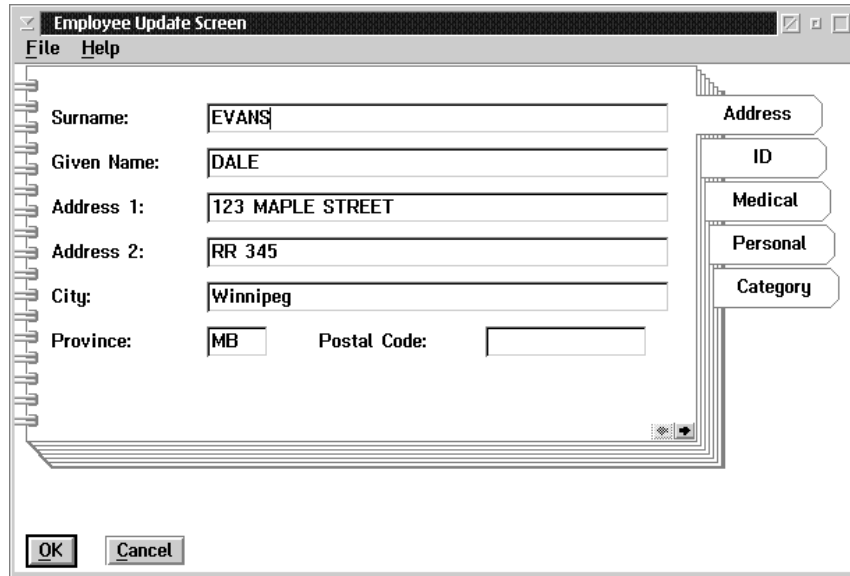 Employee Update Screen
File Help
Surname: EVANS
Given Name: DALE
Address 1: 123 MAPLE STREET
Address 2: RR 345
City: Winnipeg
Province: MB Postal Code:
Address
ID
Medical
Personal
Category
OK Cancel